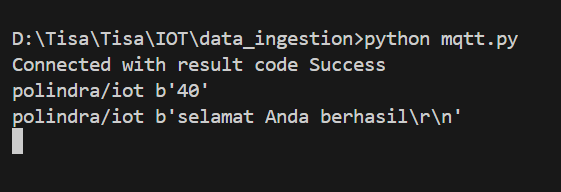 D:\Tisa\Tisa\IOT\data_ingestion>python mqtt.py
Connected with result code Success
polindra/iot b'40'
polindra/iot b'selamat Anda berhasil\r\n'